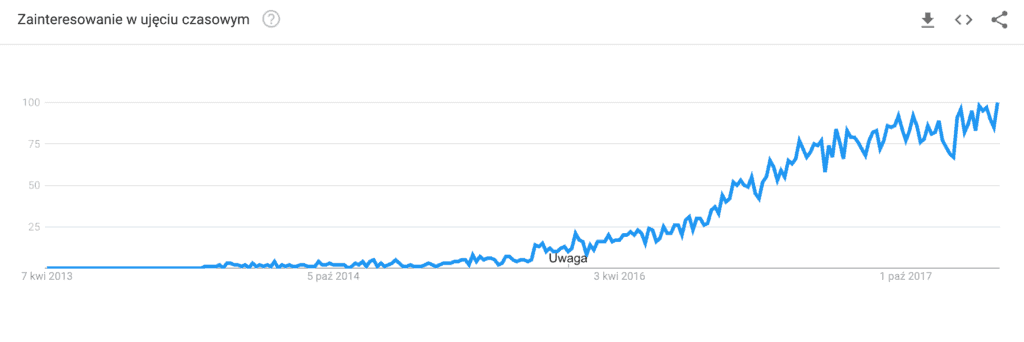 Zainteresowanie w ujęciu czasowym ?
100
75
50
25
Uwaga
7 kwi 2013 5 paź 2014 3 kwi 2016 1 paź 2017